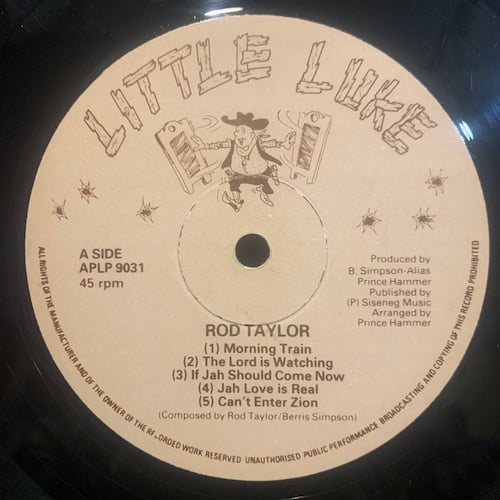 LITTLE LUKE
A SIDE
APLP 9031
45 rpm
Produced by
B. Simpson-Alias
Prince Hammer
Published by
(P) Siseneg Music
Arranged by
Prince Hammer
ROD TAYLOR
(1) Morning Train
(2) The Lord is Watching
(3) If Jah Should Come Now
(4) Jah Love is Real
(5) Can't Enter Zion
(Composed by Rod Taylor/Berris Simpson)
ALL RIGHTS OF THE MANUFACTURER AND OF THE OWNER OF THE RECORDED WORK RESERVED UNAUTHORISED PUBLIC PERFORMANCE BROADCASTING AND COPYING OF THIS RECORD PROHIBITED